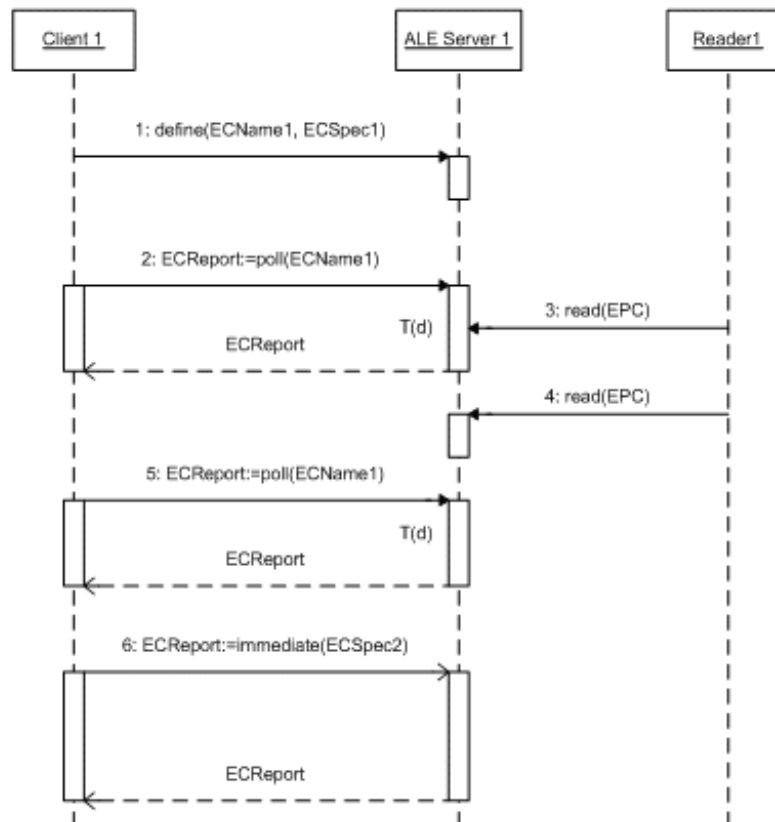 Client 1
ALE Server 1
Reader1
1: define(ECName1, ECSpec1)
2: ECReport:=poll(ECName1)
3: read(EPC)
T(d)
ECReport
4: read(EPC)
5: ECReport:=poll(ECName1)
T(d)
ECReport
6: ECReport:=immediate(ECSpec2)
ECReport